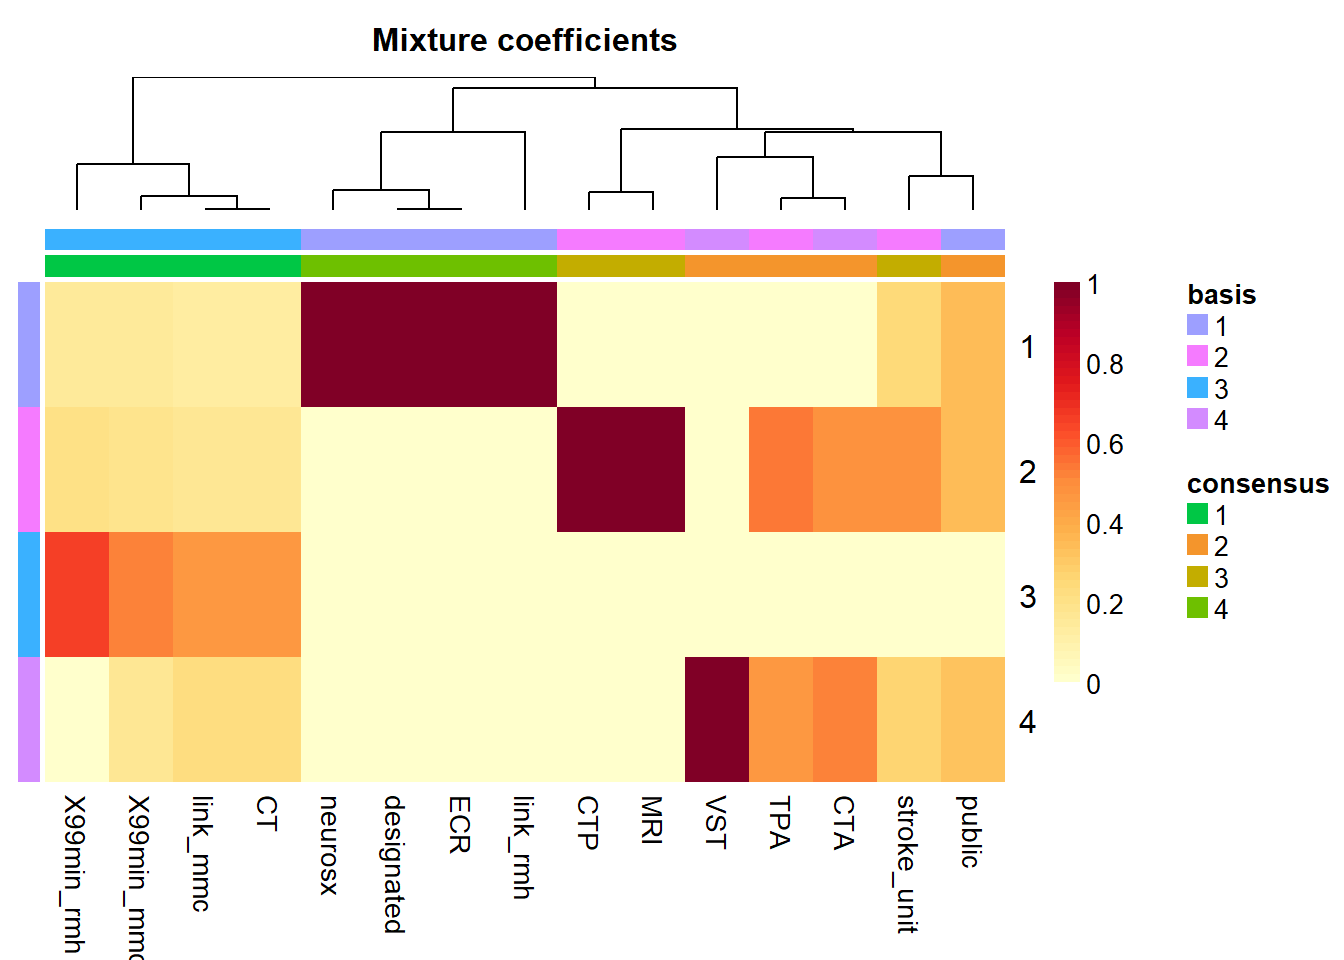 Mixture coefficients
1
2
3
4
1
0.8
0.6
0.4
0.2
0
basis
1
2
3
4
consensus
1
2
3
4
X99min_rmh
X99min_mmc
link_mmc
CT
neurosx
designated
ECR
link_rmh
CTP
MRI
VST
TPA
CTA
stroke_unit
public